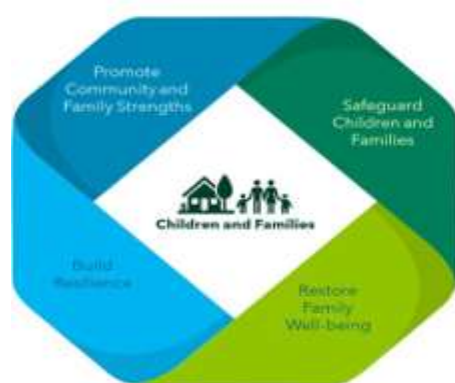 Promote
Community and
Family Strengths
Safeguard
Children and
Families
Children and Families
Build
Resilience
Restore
Family
Well-being